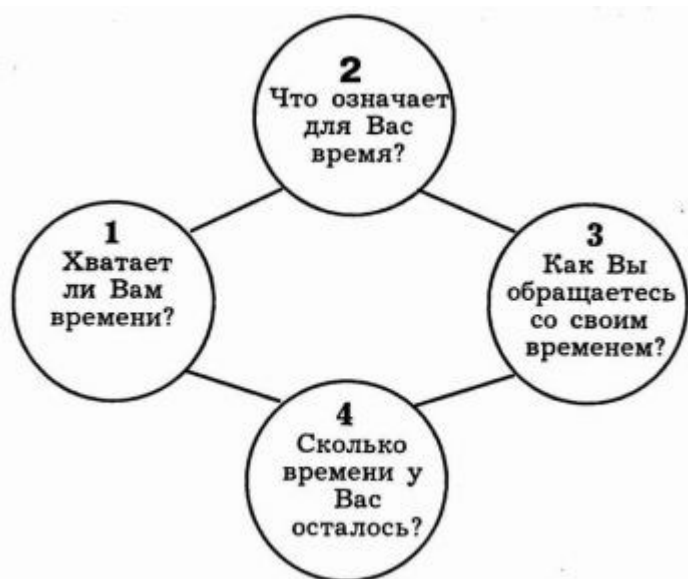 2
Что означает
для Вас
время?
1
Хватает
ли Вам
времени?
3
Как Вы
обращаетесь
со своим
временем?
4
Сколько
времени у
Вас
осталось?